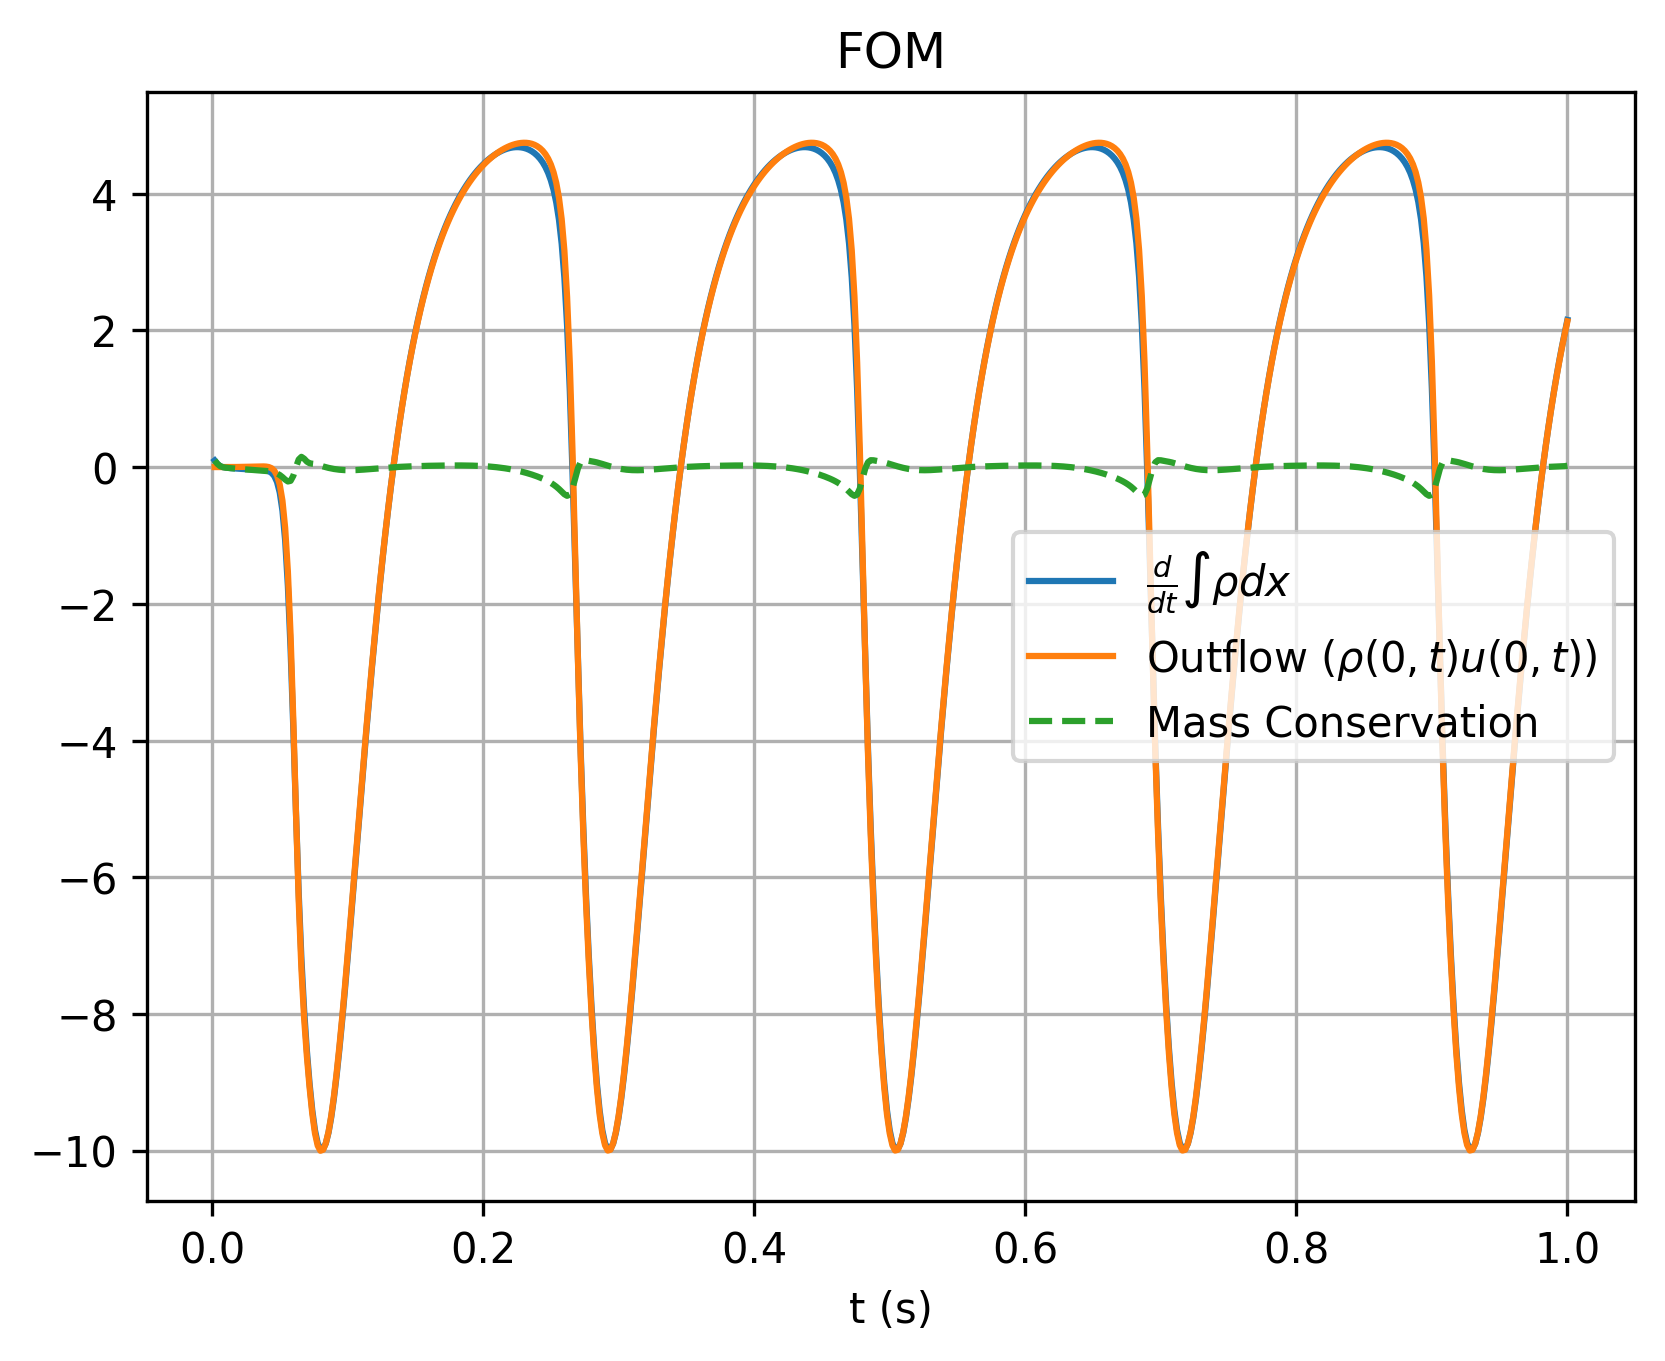 FOM
4
2
0
−2
−4
−6
−8
−10
d/dt ∫ρdx
Outflow (ρ(0, t)u(0, t))
Mass Conservation
0.0 0.2 0.4 0.6 0.8 1.0
t (s)